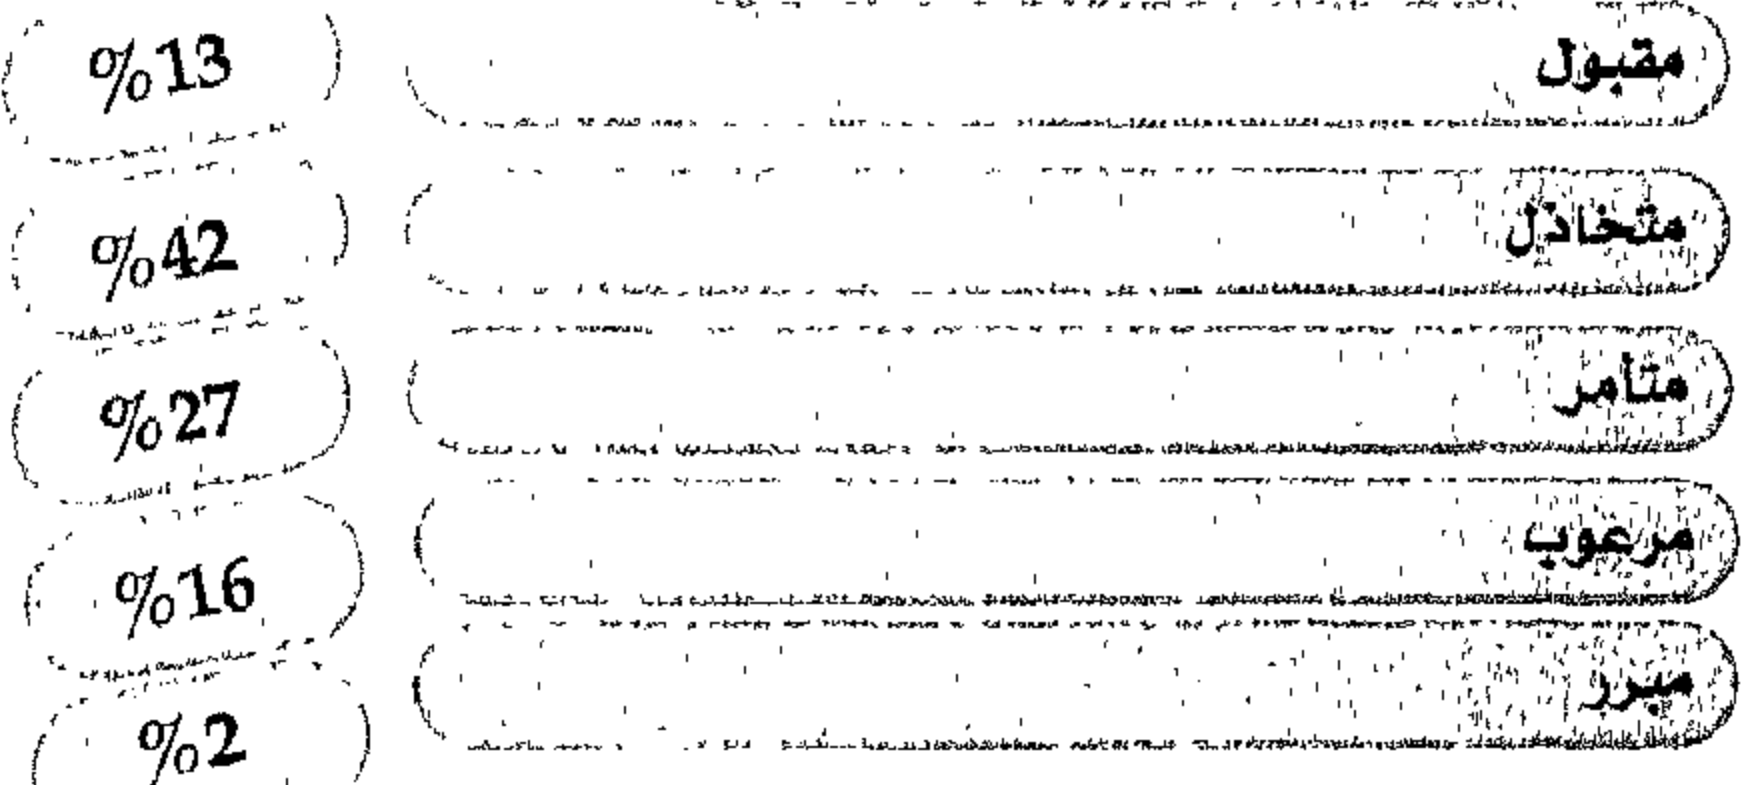 مقبول %13
متخاذل %42
متآمر %27
مرعوب %16
مبرر %2